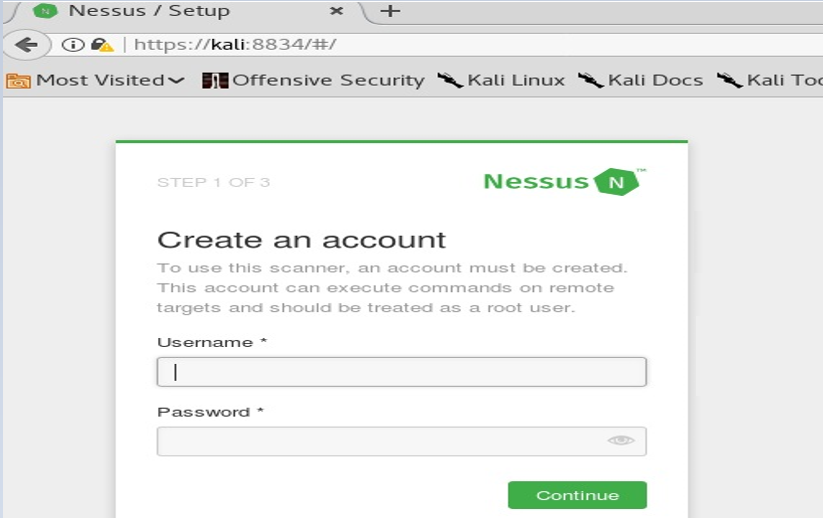 Nessus / Setup × +
https://kali:8834/#/
Most Visited Offensive Security Kali Linux Kali Docs Kali Too
STEP 1 OF 3 Nessus N ™
Create an account
To use this scanner, an account must be created.
This account can execute commands on remote
targets and should be treated as a root user.
Username *
Password *
Continue